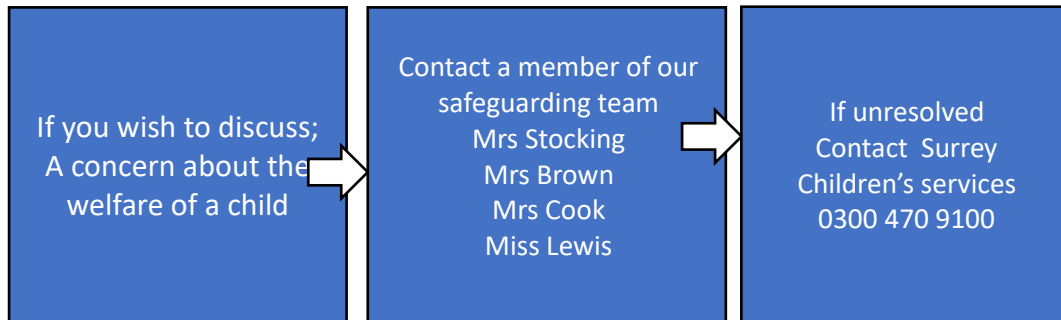 If you wish to discuss;
A concern about the
welfare of a child
Contact a member of our
safeguarding team
Mrs Stocking
Mrs Brown
Mrs Cook
Miss Lewis
If unresolved
Contact Surrey
Children’s services
0300 470 9100